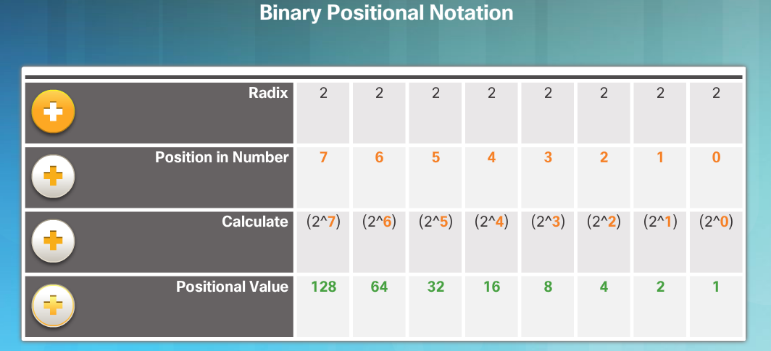 Binary Positional Notation
Radix 2 2 2 2 2 2 2 2
Position in Number 7 6 5 4 3 2 1 0
Calculate (2^7) (2^6) (2^5) (2^4) (2^3) (2^2) (2^1) (2^0)
Positional Value 128 64 32 16 8 4 2 1